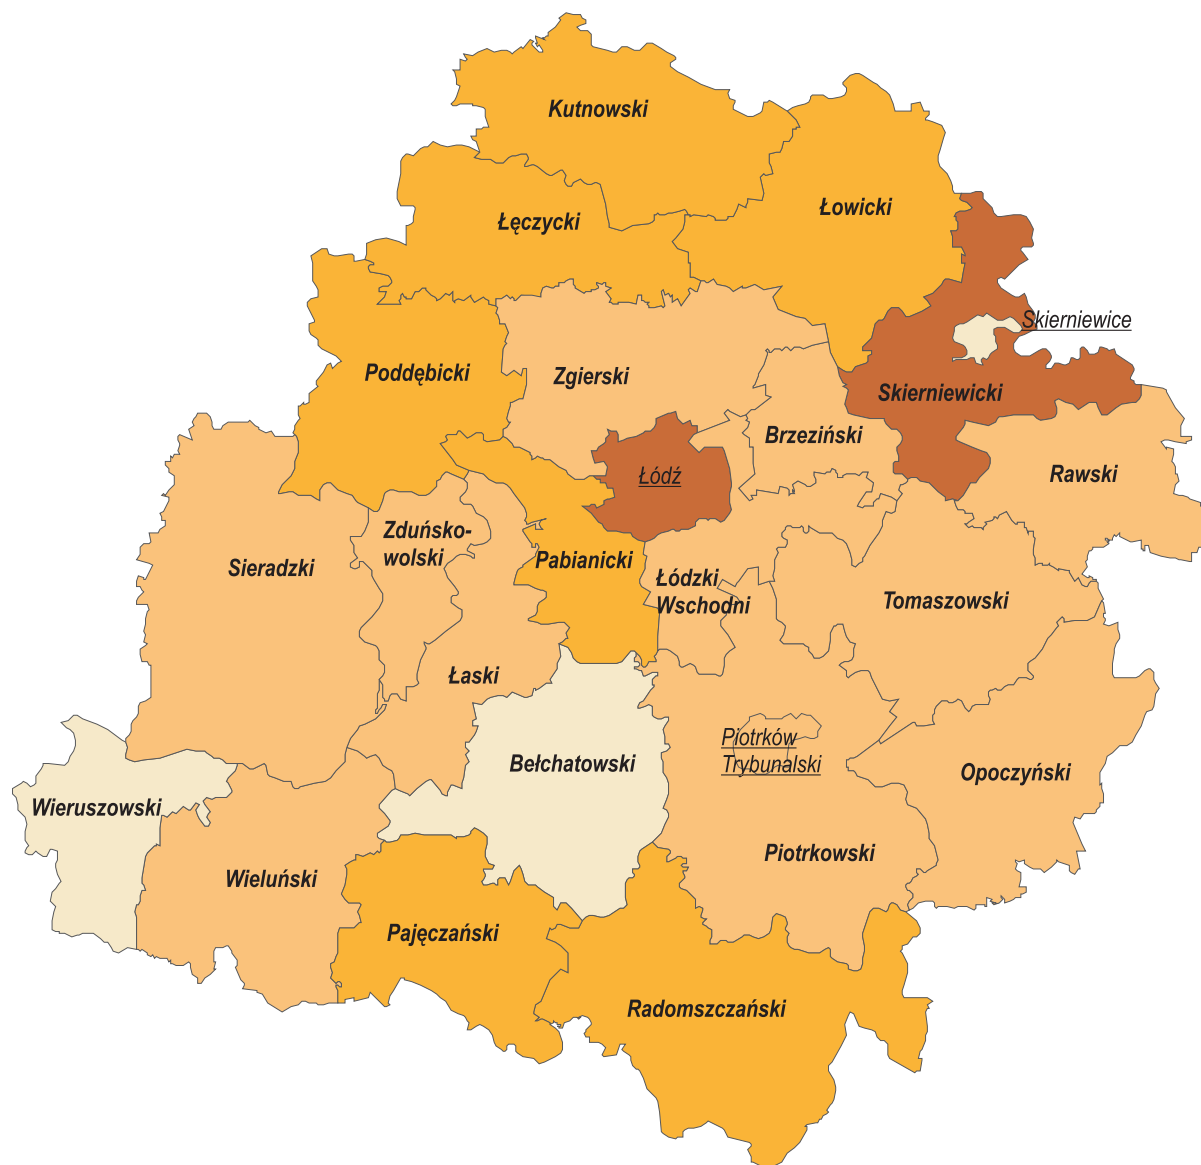 Kutnowski
Łęczycki
Łowicki
Skierniewice
Poddębicki
Zgierski
Skierniewicki
Brzeziński
Łódź
Rawski
Zduńsko-
wolski
Sieradzki
Pabianicki
Łódzki
Wschodni
Tomaszowski
Łaski
Piotrków
Trybunalski
Bełchatowski
Opoczyński
Wieruszowski
Piotrkowski
Wieluński
Pajęczański
Radomszczański